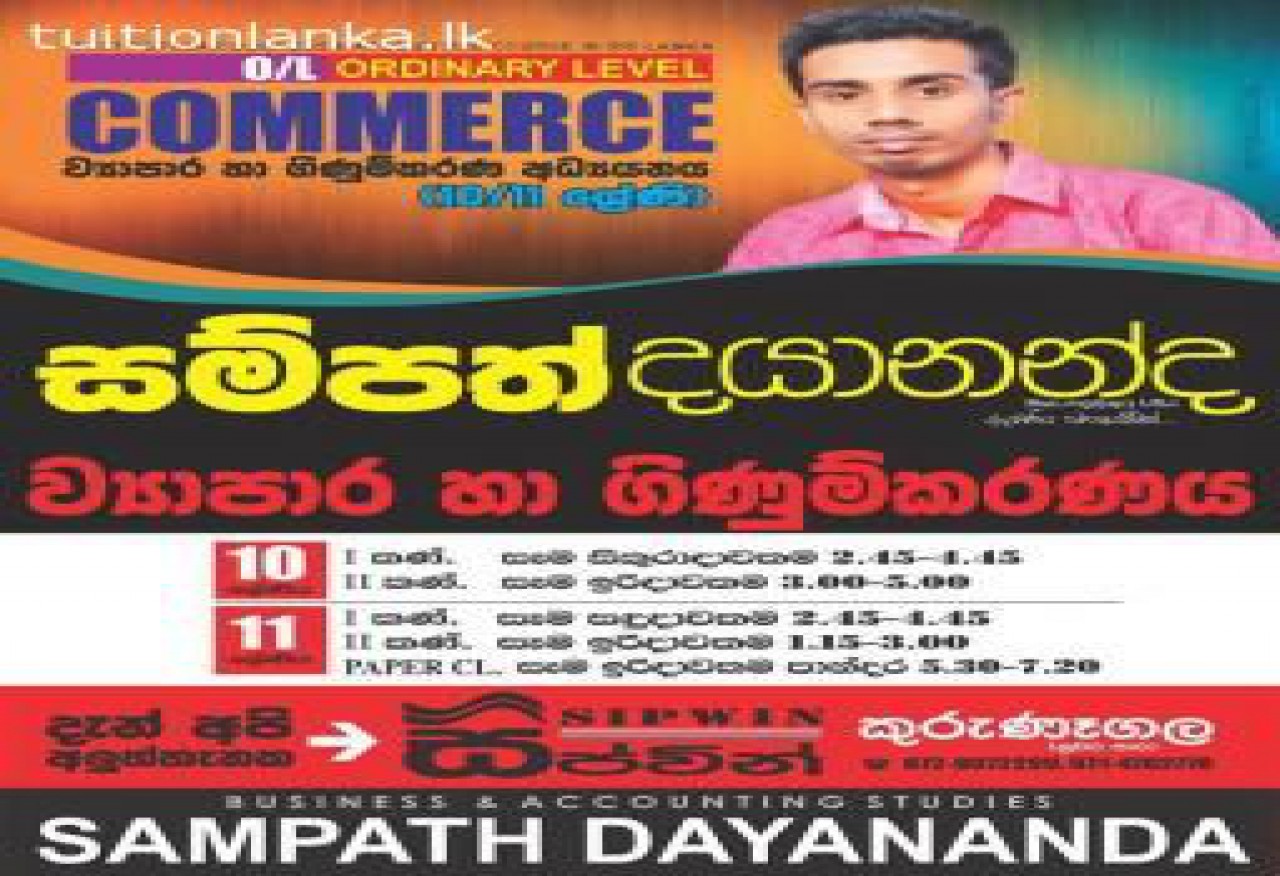 tuitionlanka.lk
O/L ORDINARY LEVEL
COMMERCE
ව්‍යාපාර හා ගිණුම්කරණ අධ්‍යයනය
(10/11 ශ්‍රේණි)
සම්පත් දයානන්ද
ව්‍යාපාර හා ගිණුම්කරණය
10 I කණ්. සෑම සිකුරාදාවකම 2.45-4.45
II කණ්. සෑම ඉරිදාවකම 3.00-5.00
11 I කණ්. සෑම සඳුදාවකම 2.45-4.45
II කණ්. සෑම ඉරිදාවකම 1.15-3.00
PAPER CL. සෑම ඉරිදාවකම පාන්දර 5.30-7.20
දැන් අපි
අලුත්තැනක
SIPWIN
සිප්වින්
කුරුණෑගල
BUSINESS & ACCOUNTING STUDIES
SAMPATH DAYANANDA